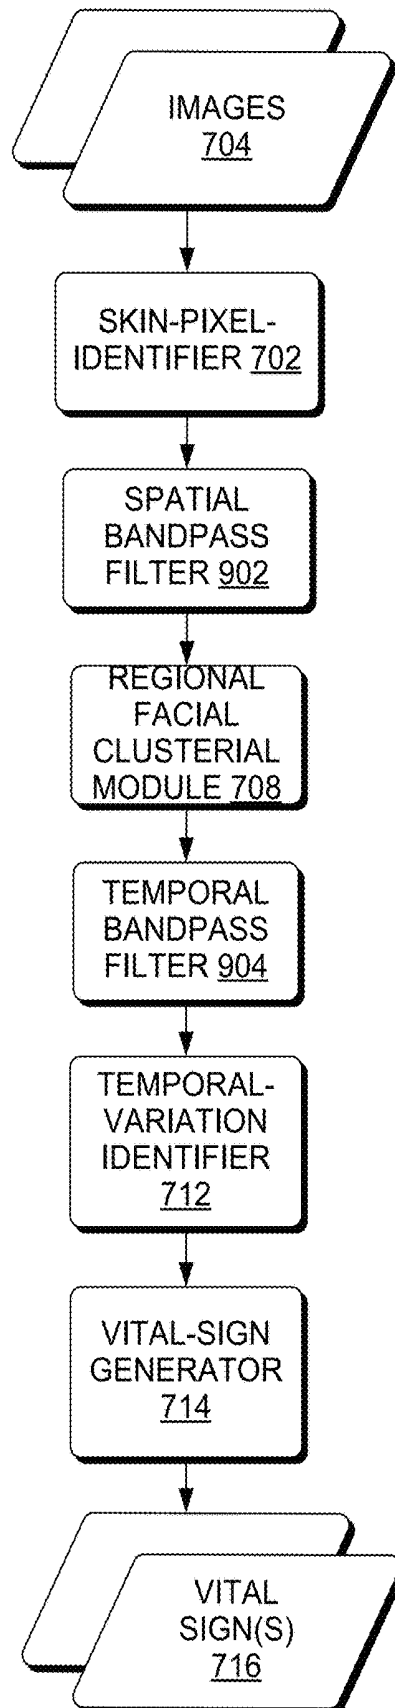 IMAGES
704
SKIN-PIXEL-
IDENTIFIER 702
SPATIAL
BANDPASS
FILTER 902
REGIONAL
FACIAL
CLUSTERIAL
MODULE 708
TEMPORAL
BANDPASS
FILTER 904
TEMPORAL-
VARIATION
IDENTIFIER
712
VITAL-SIGN
GENERATOR
714
VITAL
SIGN(S)
716